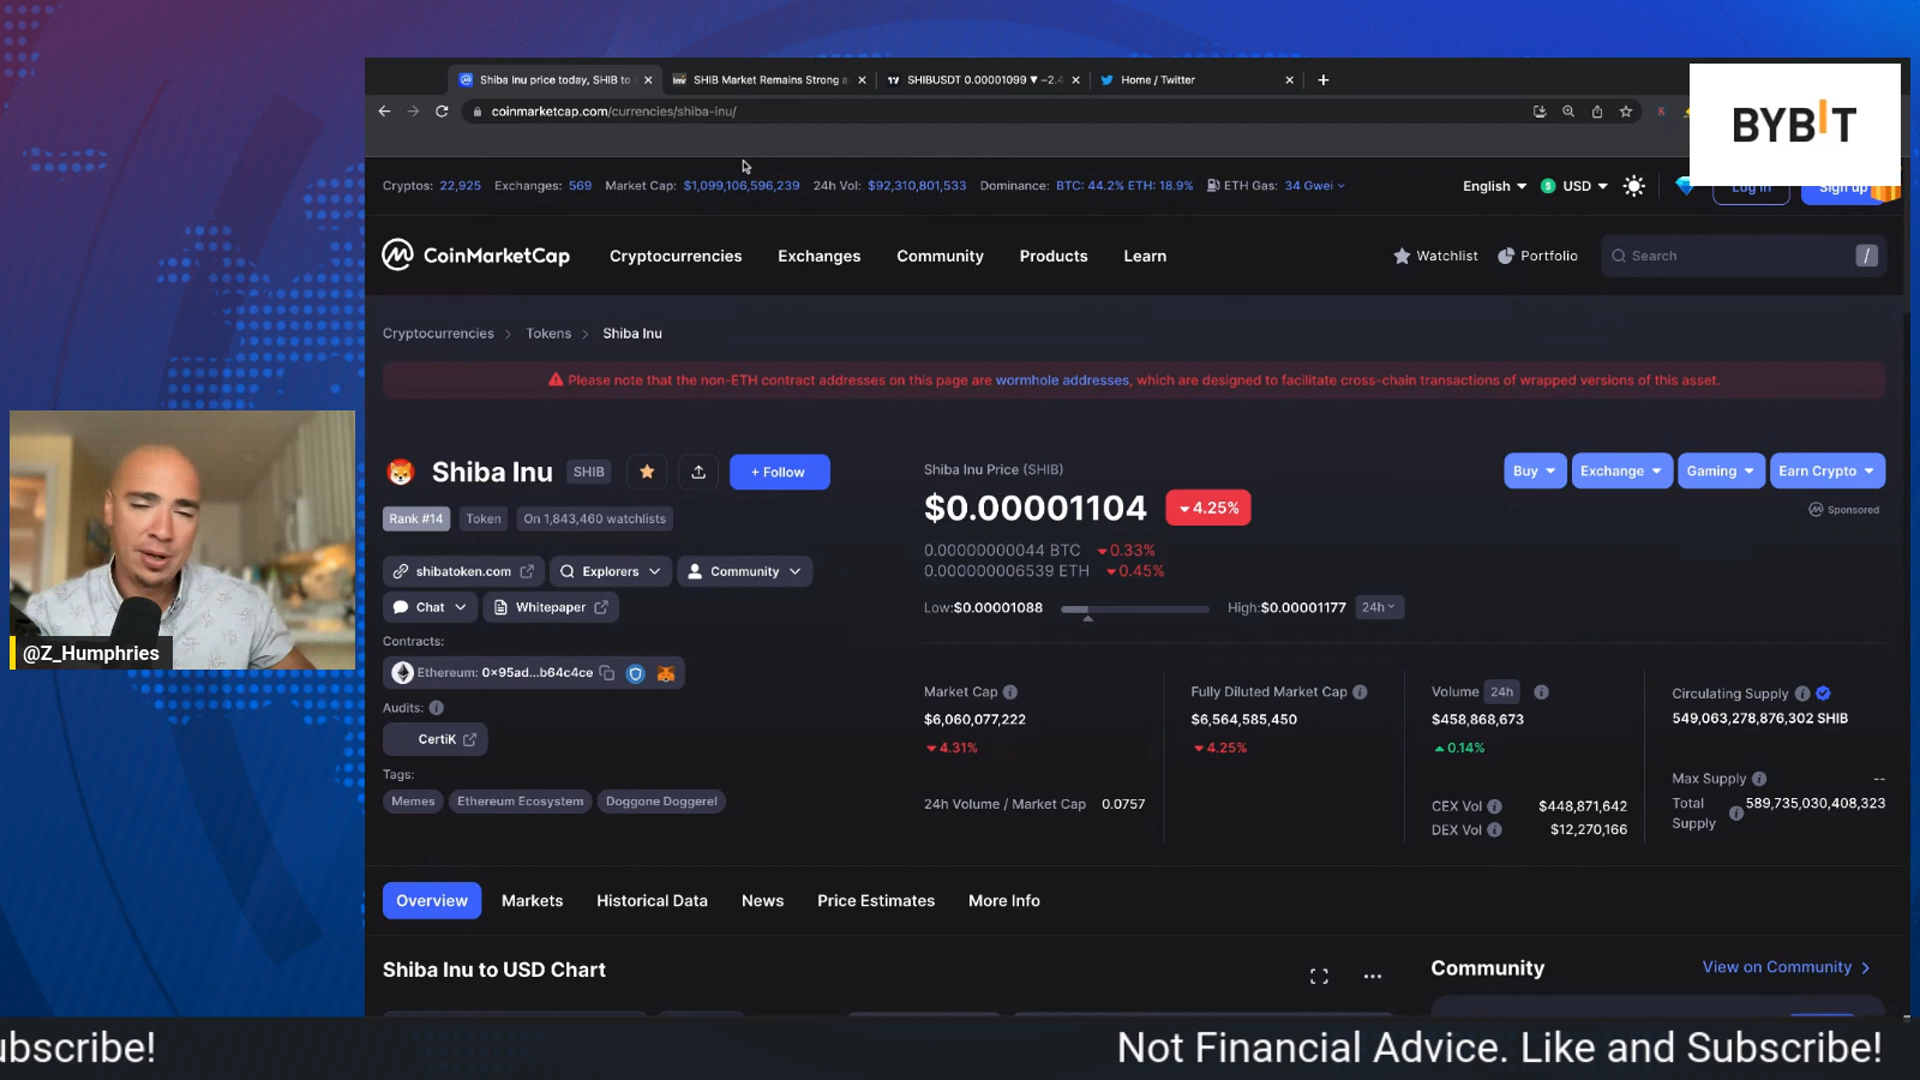 Shiba Inu price today, SHIB to
SHIB Market Remains Strong a
SHIBUSDT 0.00001099 ▼ −2.4
Home / Twitter
coinmarketcap.com/currencies/shiba-inu/
BYBIT
Cryptos: 22,925 Exchanges: 569 Market Cap: $1,099,106,596,239 24h Vol: $92,310,801,533 Dominance: BTC: 44.2% ETH: 18.9% ETH Gas: 34 Gwei
English USD Log In Sign up
CoinMarketCap
Cryptocurrencies Exchanges Community Products Learn
Watchlist Portfolio Search /
Cryptocurrencies > Tokens > Shiba Inu
Please note that the non-ETH contract addresses on this page are wormhole addresses, which are designed to facilitate cross-chain transactions of wrapped versions of this asset.
Shiba Inu SHIB + Follow
Rank #14 Token On 1,843,460 watchlists
shibatoken.com Explorers Community
Chat Whitepaper
Contracts:
Ethereum: 0x95ad...b64c4ce
Audits:
CertiK
Tags:
Memes Ethereum Ecosystem Doggone Doggerel
Shiba Inu Price (SHIB)
$0.00001104 ▼4.25%
0.00000000044 BTC ▼0.33%
0.000000006539 ETH ▼0.45%
Low:$0.00001088 High:$0.00001177 24h
Buy Exchange Gaming Earn Crypto
Sponsored
Market Cap
$6,060,077,222
▼4.31%
24h Volume / Market Cap 0.0757
Fully Diluted Market Cap
$6,564,585,450
▼4.25%
Volume 24h
$458,868,673
▲0.14%
CEX Vol $448,871,642
DEX Vol $12,270,166
Circulating Supply
549,063,278,876,302 SHIB
Max Supply --
Total Supply 589,735,030,408,323
@Z_Humphries
Overview Markets Historical Data News Price Estimates More Info
Shiba Inu to USD Chart
Community View on Community >
ubscribe! Not Financial Advice. Like and Subscribe!